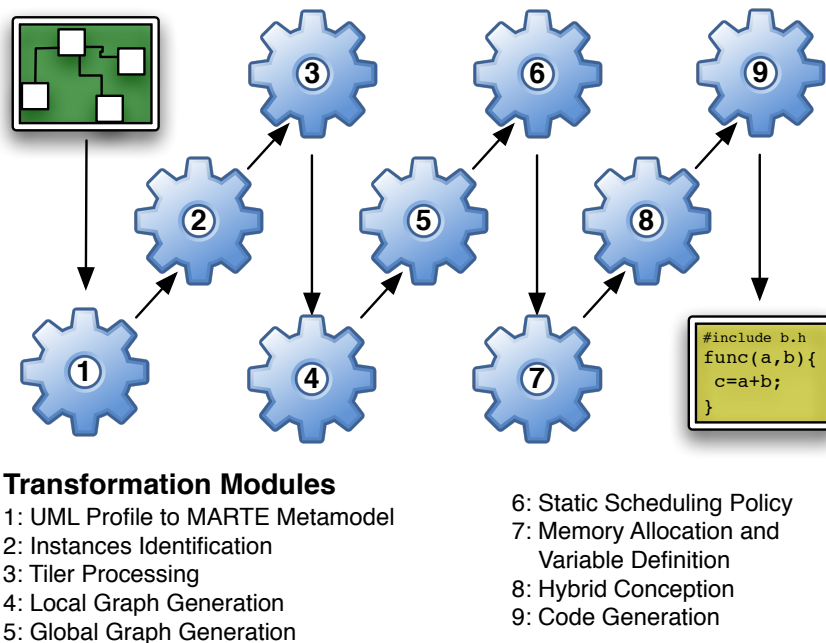 3
6
9
2
5
8
1
4
7
#include b.h
func(a,b){
c=a+b;
}
Transformation Modules
1: UML Profile to MARTE Metamodel
2: Instances Identification
3: Tiler Processing
4: Local Graph Generation
5: Global Graph Generation
6: Static Scheduling Policy
7: Memory Allocation and
Variable Definition
8: Hybrid Conception
9: Code Generation